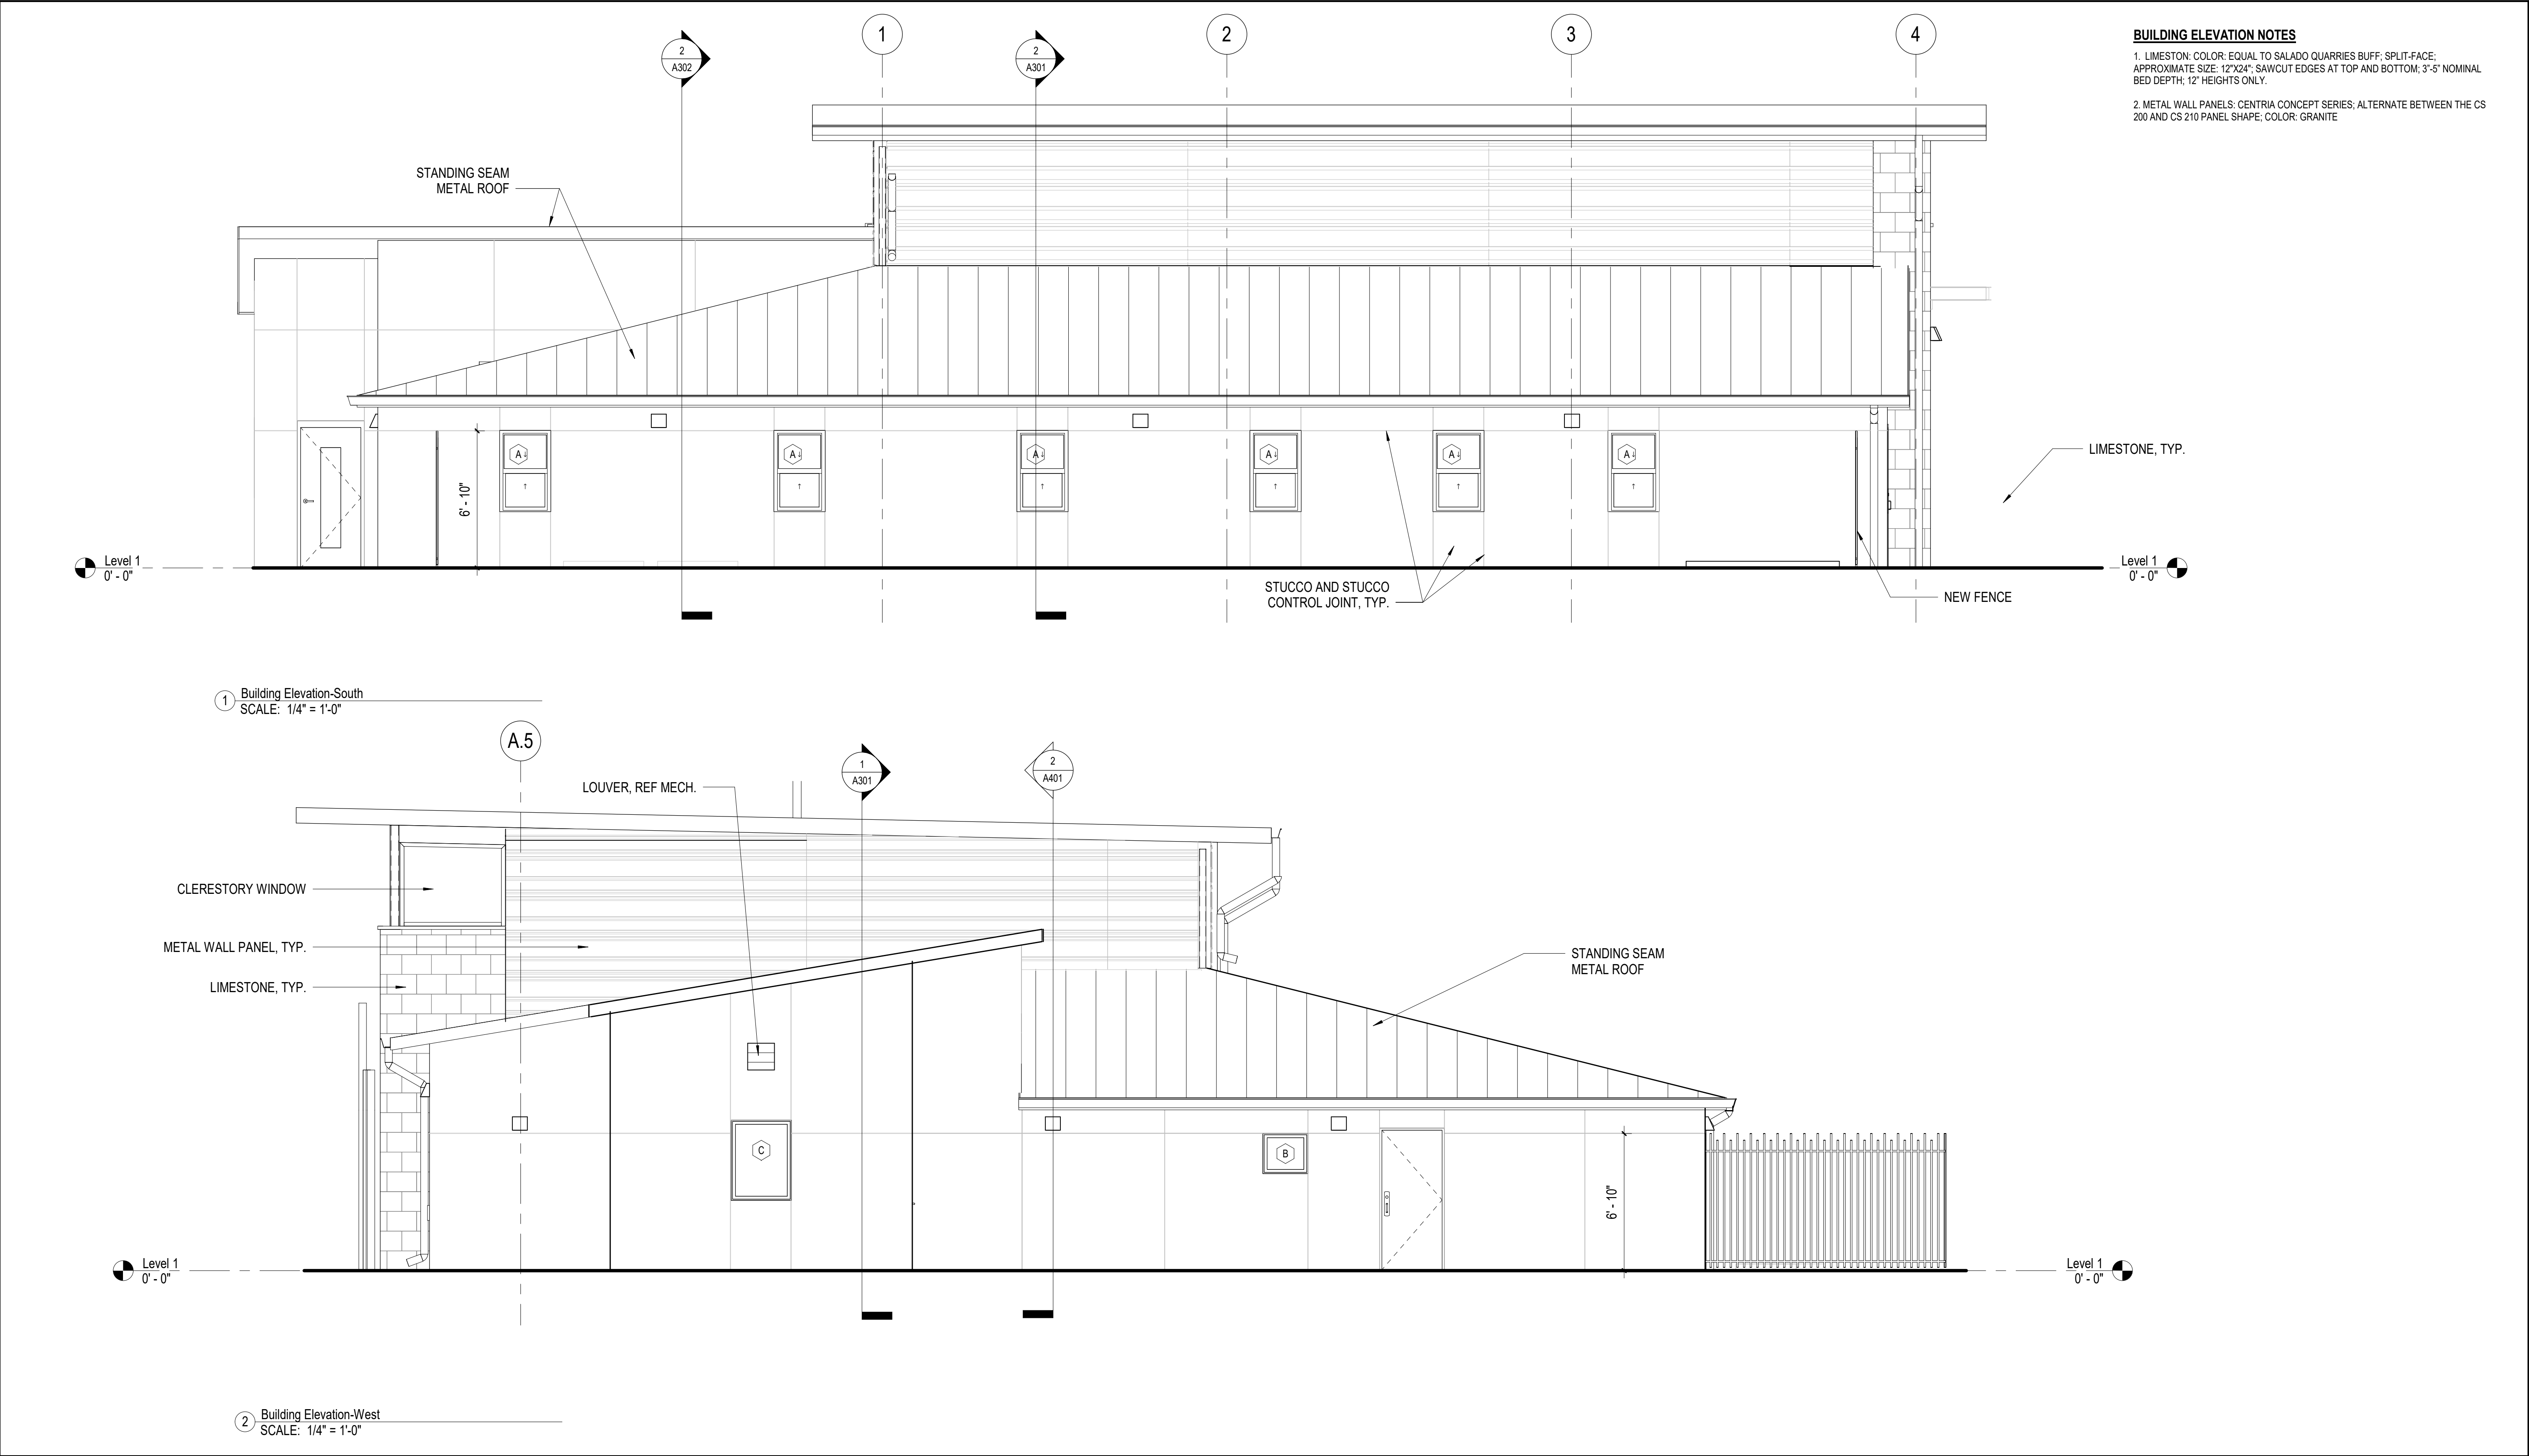 1
2
3
4
2
A302
2
A301
BUILDING ELEVATION NOTES
1. LIMESTON: COLOR: EQUAL TO SALADO QUARRIES BUFF; SPLIT-FACE;
APPROXIMATE SIZE: 12"X24"; SAWCUT EDGES AT TOP AND BOTTOM; 3"-5" NOMINAL
BED DEPTH; 12" HEIGHTS ONLY.
2. METAL WALL PANELS: CENTRIA CONCEPT SERIES; ALTERNATE BETWEEN THE CS
200 AND CS 210 PANEL SHAPE; COLOR: GRANITE
STANDING SEAM
METAL ROOF
A
A
A
A
A
A
LIMESTONE, TYP.
6' - 10"
Level 1
0' - 0"
Level 1
0' - 0"
STUCCO AND STUCCO
CONTROL JOINT, TYP.
NEW FENCE
1
Building Elevation-South
SCALE: 1/4" = 1'-0"
A.5
1
A301
2
A401
LOUVER, REF MECH.
CLERESTORY WINDOW
METAL WALL PANEL, TYP.
LIMESTONE, TYP.
STANDING SEAM
METAL ROOF
C
B
6' - 10"
Level 1
0' - 0"
Level 1
0' - 0"
2
Building Elevation-West
SCALE: 1/4" = 1'-0"